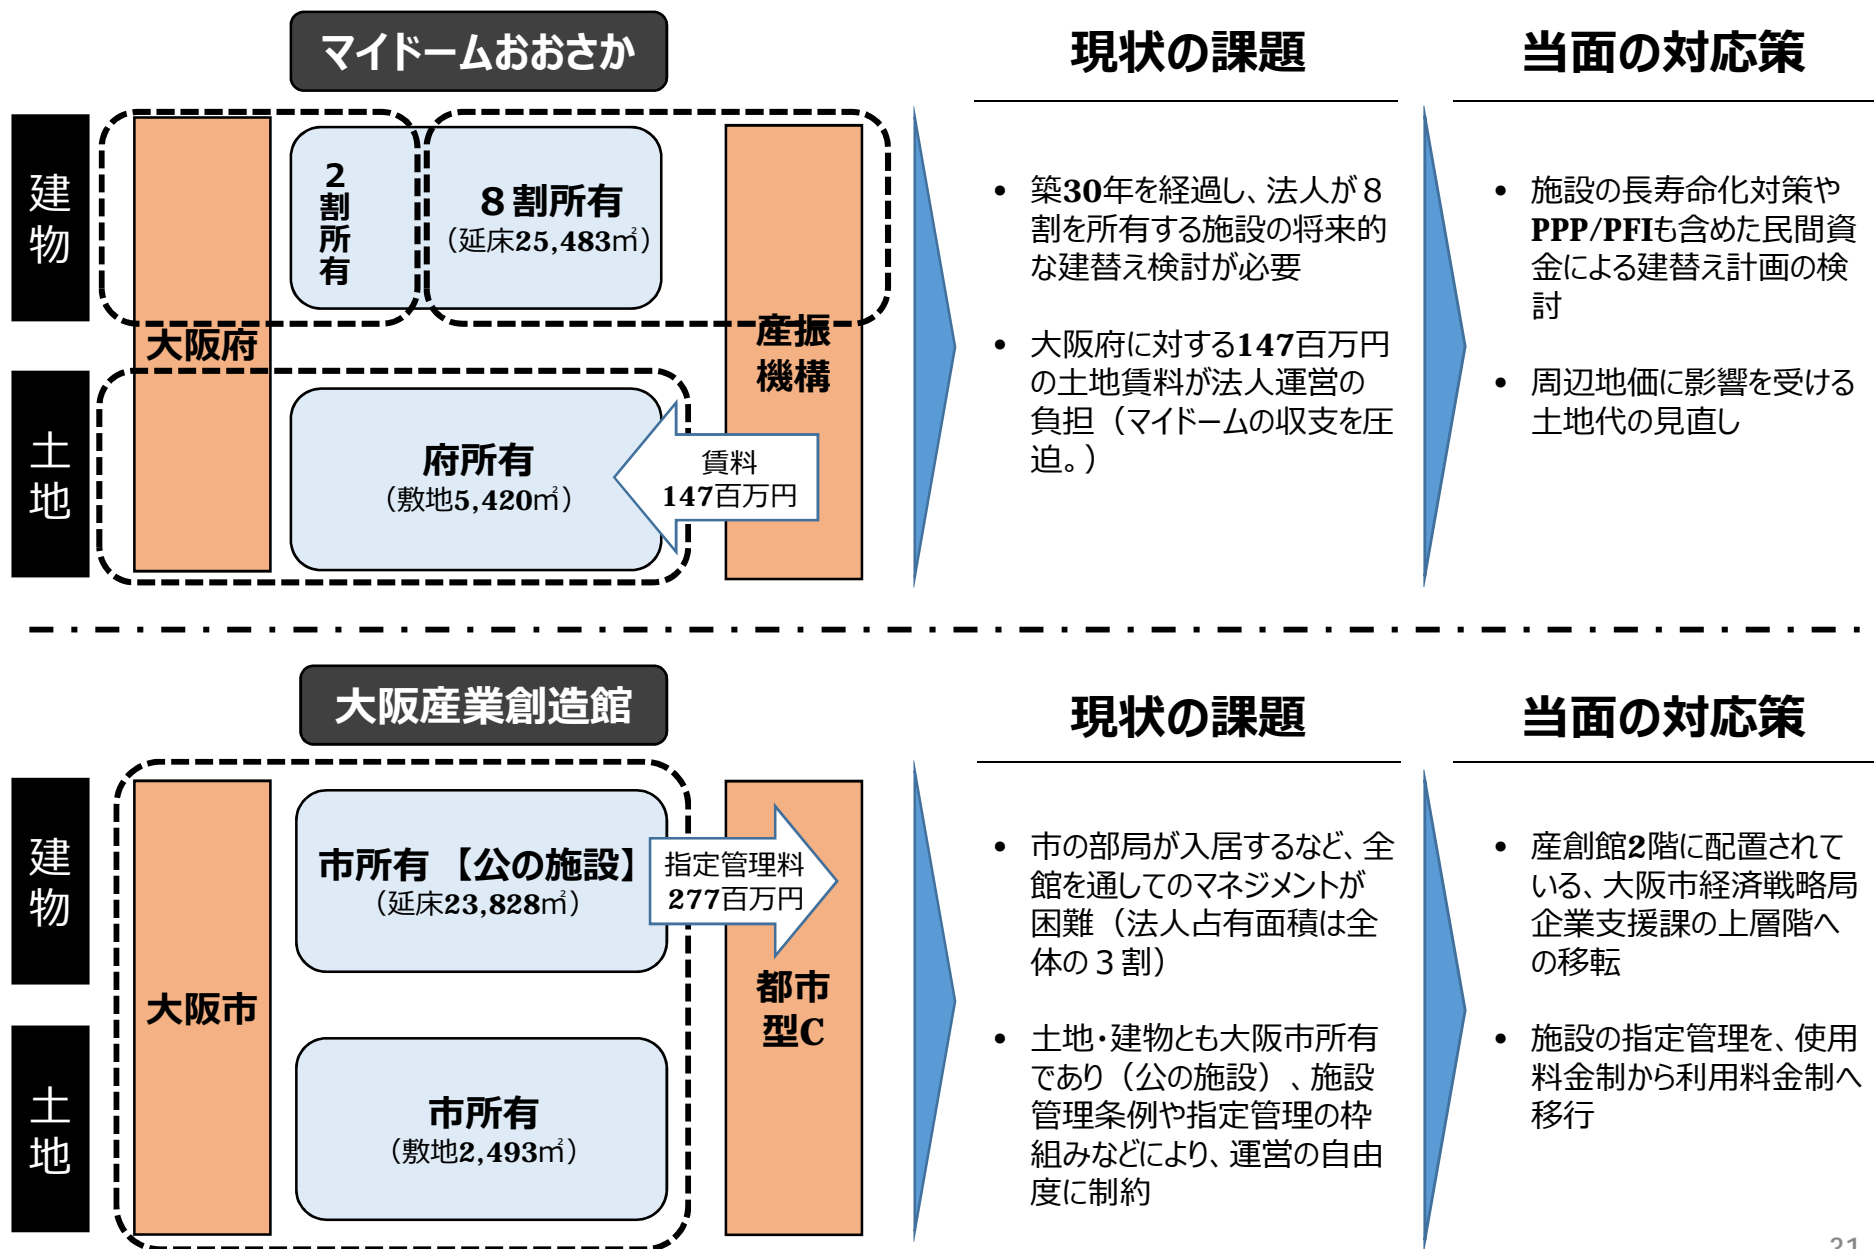 マイドームおおさか
現状の課題
当面の対応策
建物
土地
大阪府
2割所有
８割所有
（延床25,483㎡）
産振
機構
府所有
（敷地5,420㎡）
賃料
147百万円
• 築30年を経過し、法人が８
割を所有する施設の将来的
な建替え検討が必要
• 大阪府に対する147百万円
の土地賃料が法人運営の
負担（マイドームの収支を圧
迫。）
• 施設の長寿命化対策や
PPP/PFIも含めた民間資
金による建替え計画の検
討
• 周辺地価に影響を受ける
土地代の見直し
大阪産業創造館
現状の課題
当面の対応策
建物
土地
大阪市
市所有【公の施設】
（延床23,828㎡）
指定管理料
277百万円
都市
型C
市所有
（敷地2,493㎡）
• 市の部局が入居するなど、全
館を通してのマネジメントが
困難（法人占有面積は全
体の３割）
• 土地・建物とも大阪市所有
であり（公の施設）、施設
管理条例や指定管理の枠
組みなどにより、運営の自由
度に制約
• 産創館2階に配置されて
いる、大阪市経済戦略局
企業支援課の上層階へ
の移転
• 施設の指定管理を、使用
料金制から利用料金制へ
移行
21